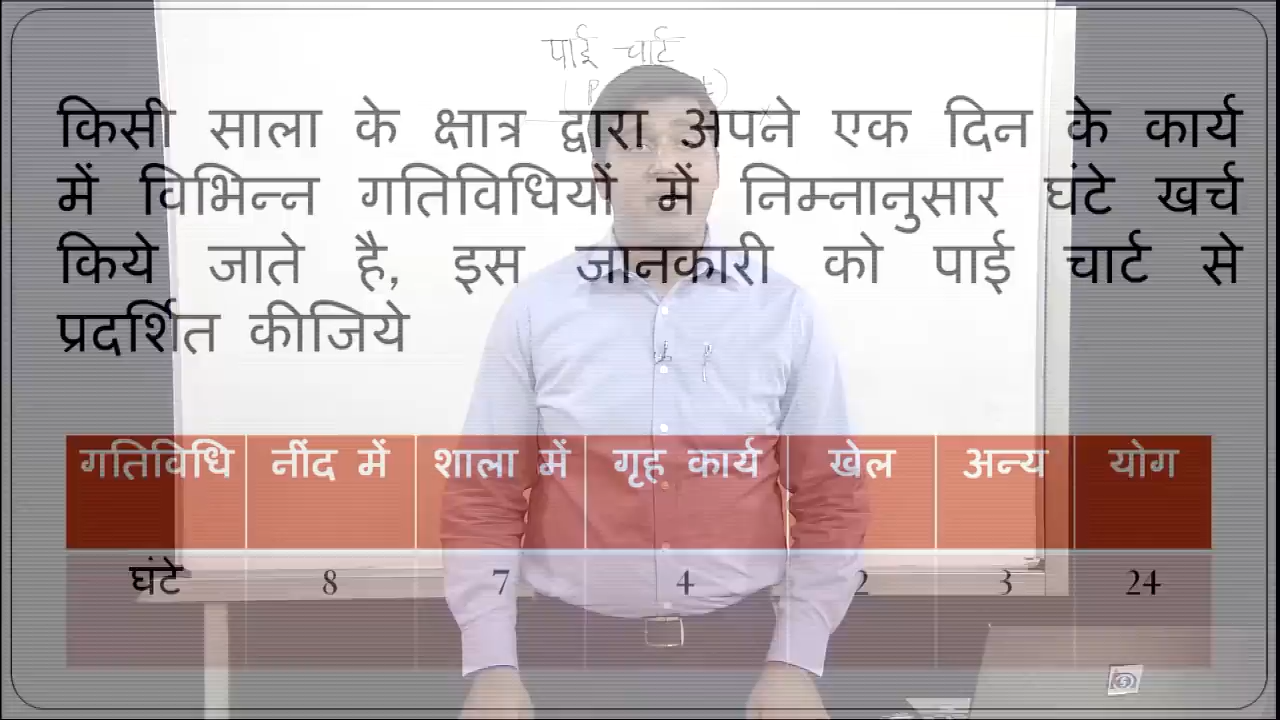 पाई चार्ट
किसी साला के क्षात्र द्वारा अपने एक दिन के कार्य
में विभिन्न गतिविधियों में निम्नानुसार घंटे खर्च
किये जाते है, इस जानकारी को पाई चार्ट से
प्रदर्शित कीजिये
गतिविधि नींद में शाला में गृह कार्य खेल अन्य योग
घंटे 8 7 4 2 3 24